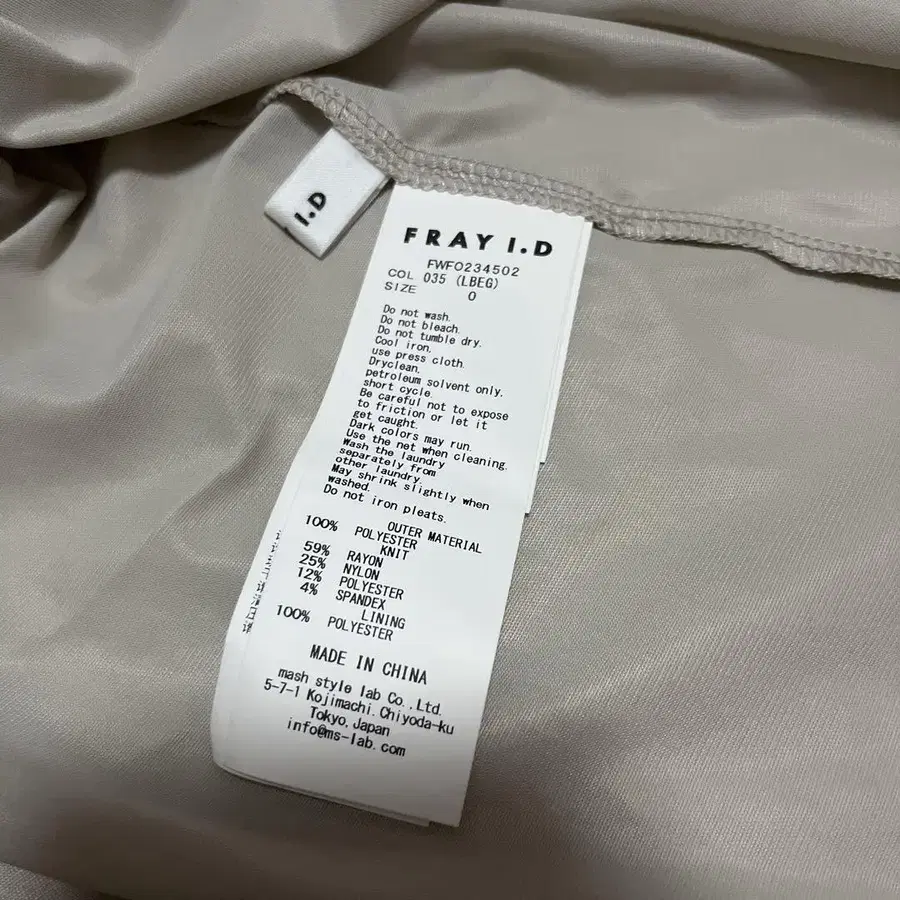 I.D
FRAY I.D
FWFO234502
COL 035 (LBEG)
SIZE 0
Do not wash.
Do not bleach.
Do not tumble dry.
Cool iron,
use press cloth.
Dryclean,
petroleum solvent only,
short cycle.
Be careful not to expose
to friction or let it
get caught.
Dark colors may run.
Use the net when cleaning.
Wash the laundry
separately from
other laundry.
May shrink slightly when
washed.
Do not iron pleats.
OUTER MATERIAL
100% POLYESTER
KNIT
59% RAYON
25% NYLON
12% POLYESTER
4% SPANDEX
LINING
100% POLYESTER
MADE IN CHINA
mash style lab Co.,Ltd.
5-7-1 Kojimachi,Chiyoda-ku
Tokyo,Japan
info@ms-lab.com